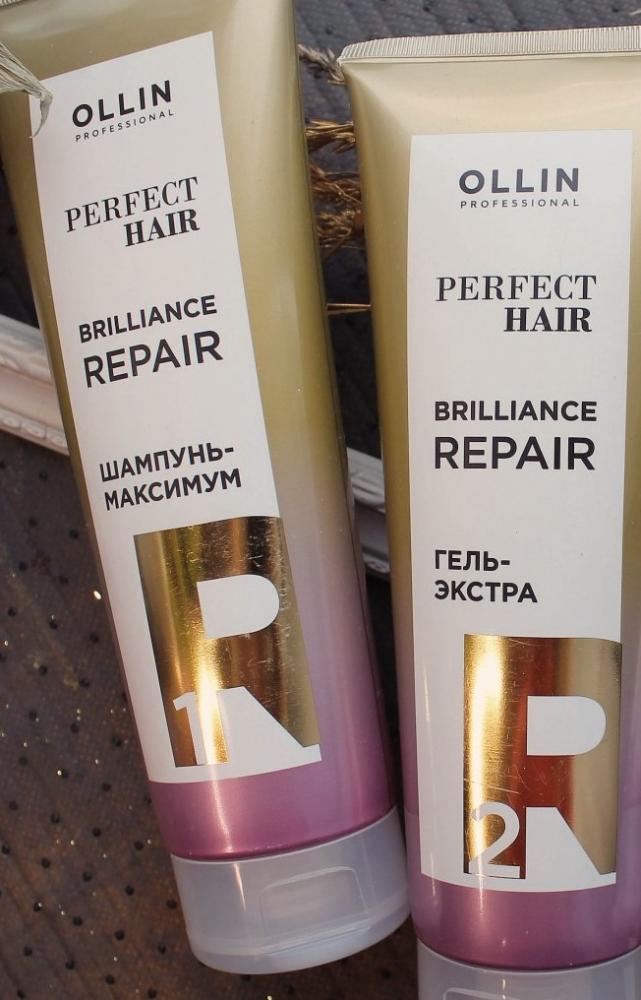 OLLIN
PROFESSIONAL
PERFECT
HAIR
BRILLIANCE
REPAIR
ШАМПУНЬ-
МАКСИМУМ
R
1
OLLIN
PROFESSIONAL
PERFECT
HAIR
BRILLIANCE
REPAIR
ГЕЛЬ-
ЭКСТРА
R
2